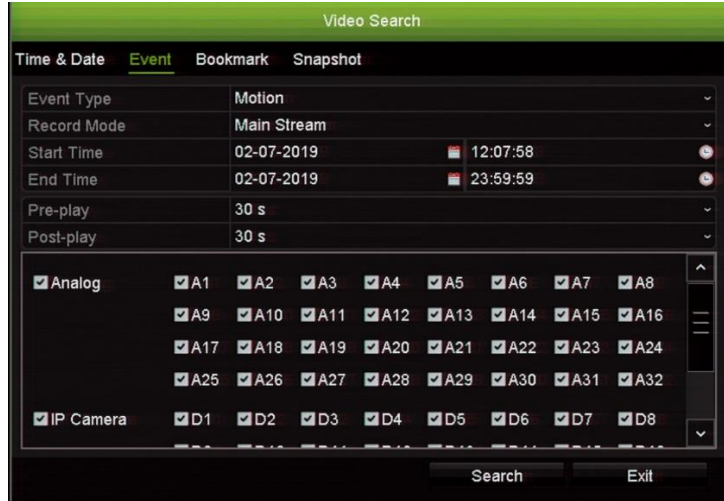 Video Search
Time & Date Event Bookmark Snapshot
Event Type Motion
Record Mode Main Stream
Start Time 02-07-2019 12:07:58
End Time 02-07-2019 23:59:59
Pre-play 30 s
Post-play 30 s
Analog A1 A2 A3 A4 A5 A6 A7 A8
A9 A10 A11 A12 A13 A14 A15 A16
A17 A18 A19 A20 A21 A22 A23 A24
A25 A26 A27 A28 A29 A30 A31 A32
IP Camera D1 D2 D3 D4 D5 D6 D7 D8
Search Exit